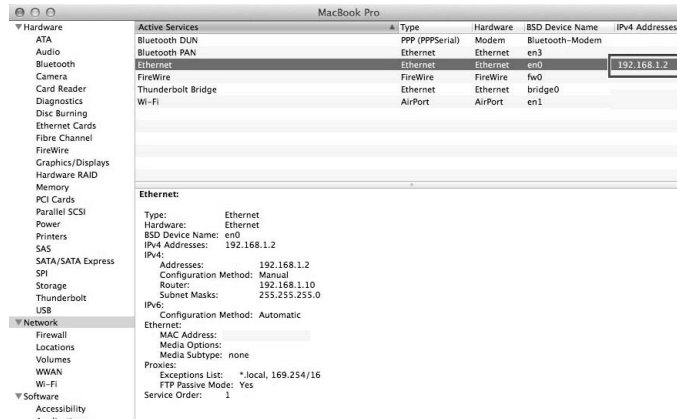 MacBook Pro
Hardware
ATA
Audio
Bluetooth
Camera
Card Reader
Diagnostics
Disc Burning
Ethernet Cards
Fibre Channel
FireWire
Graphics/Displays
Hardware RAID
Memory
PCI Cards
Parallel SCSI
Power
Printers
SAS
SATA/SATA Express
SPI
Storage
Thunderbolt
USB
Network
Firewall
Locations
Volumes
WWAN
Wi-Fi
Software
Accessibility
Active Services Type Hardware BSD Device Name IPv4 Addresses
Bluetooth DUN PPP (PPPSerial) Modem Bluetooth-Modem
Bluetooth PAN Ethernet Ethernet en3
Ethernet Ethernet Ethernet en0 192.168.1.2
FireWire FireWire FireWire fw0
Thunderbolt Bridge Ethernet Ethernet bridge0
Wi-Fi AirPort AirPort en1
Ethernet:
Type: Ethernet
Hardware: Ethernet
BSD Device Name: en0
IPv4 Addresses: 192.168.1.2
IPv4:
Addresses: 192.168.1.2
Configuration Method: Manual
Router: 192.168.1.10
Subnet Masks: 255.255.255.0
IPv6:
Configuration Method: Automatic
Ethernet:
MAC Address:
Media Options:
Media Subtype: none
Proxies:
Exceptions List: *.local, 169.254/16
FTP Passive Mode: Yes
Service Order: 1